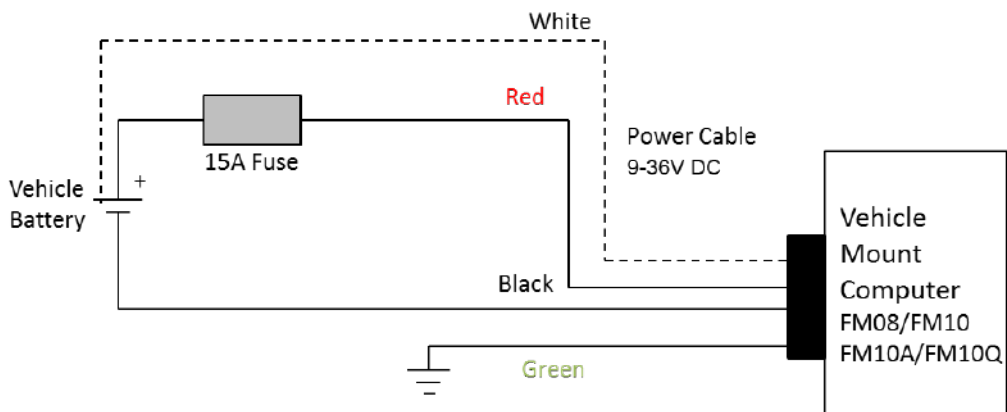 White
Red
15A Fuse
Power Cable
9-36V DC
Vehicle
Battery
+
Black
Green
Vehicle
Mount
Computer
FM08/FM10
FM10A/FM10Q